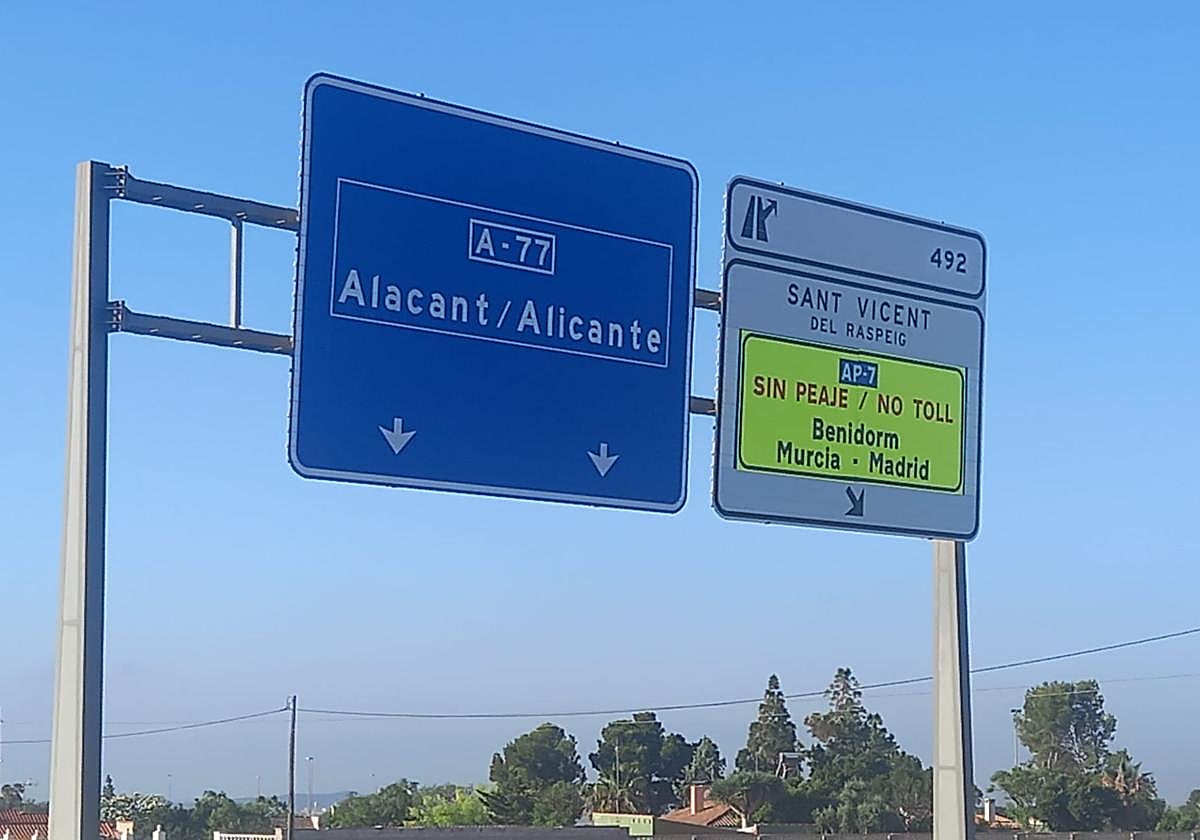 A-77
Alacant/Alicante
492
SANT VICENT
DEL RASPEIG
AP-7
SIN PEAJE / NO TOLL
Benidorm
Murcia · Madrid